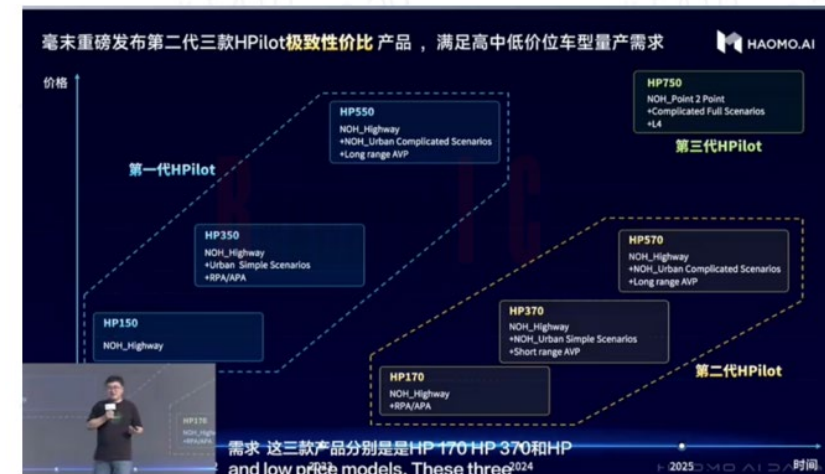 毫末重磅发布第二代三款HPilot极致性价比 产品 ，满足高中低价位车型量产需求
HAOMO.AI
价格
HP750
NOH_Point 2 Point
+Complicated Full Scenarios
+L4
第三代HPilot
HP550
NOH_Highway
+NOH_Urban Complicated Scenarios
+Long range AVP
第一代HPilot
HP350
NOH_Highway
+Urban Simple Scenarios
+RPA/APA
HP570
NOH_Highway
+NOH_Urban Complicated Scenarios
+Long range AVP
HP370
NOH_Highway
+NOH_Urban Simple Scenarios
+Short range AVP
HP150
NOH_Highway
第二代HPilot
HP170
NOH_Highway
+RPA/APA
HP170
需求 这三款产品分别是是HP 170 HP 370和HP
and low price models. These three
2024
2025
时间